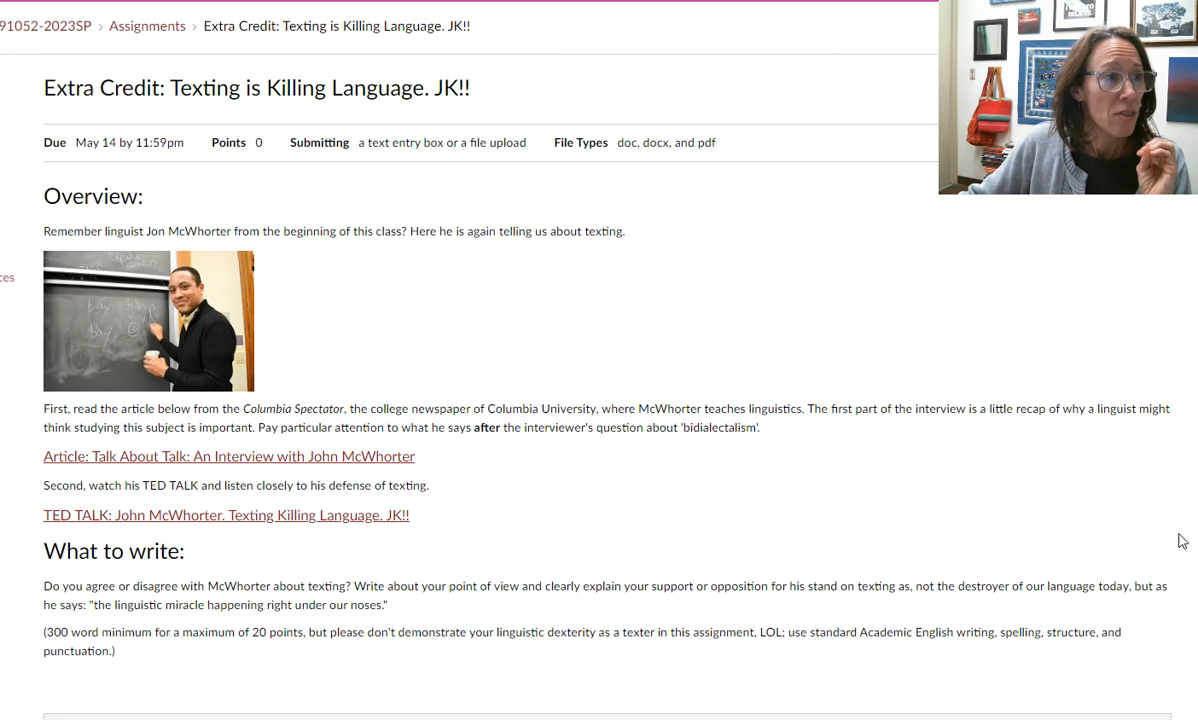 91052-2023SP › Assignments › Extra Credit: Texting is Killing Language. JK!!
Extra Credit: Texting is Killing Language. JK!!
Due May 14 by 11:59pm Points 0 Submitting a text entry box or a file upload File Types doc, docx, and pdf
Overview:
Remember linguist Jon McWhorter from the beginning of this class? Here he is again telling us about texting.
ces
First, read the article below from the Columbia Spectator, the college newspaper of Columbia University, where McWhorter teaches linguistics. The first part of the interview is a little recap of why a linguist might
think studying this subject is important. Pay particular attention to what he says after the interviewer's question about 'bidialectalism'.
Article: Talk About Talk: An Interview with John McWhorter
Second, watch his TED TALK and listen closely to his defense of texting.
TED TALK: John McWhorter. Texting Killing Language. JK!!
What to write:
Do you agree or disagree with McWhorter about texting? Write about your point of view and clearly explain your support or opposition for his stand on texting as, not the destroyer of our language today, but as
he says: "the linguistic miracle happening right under our noses."
(300 word minimum for a maximum of 20 points, but please don't demonstrate your linguistic dexterity as a texter in this assignment, LOL; use standard Academic English writing, spelling, structure, and
punctuation.)